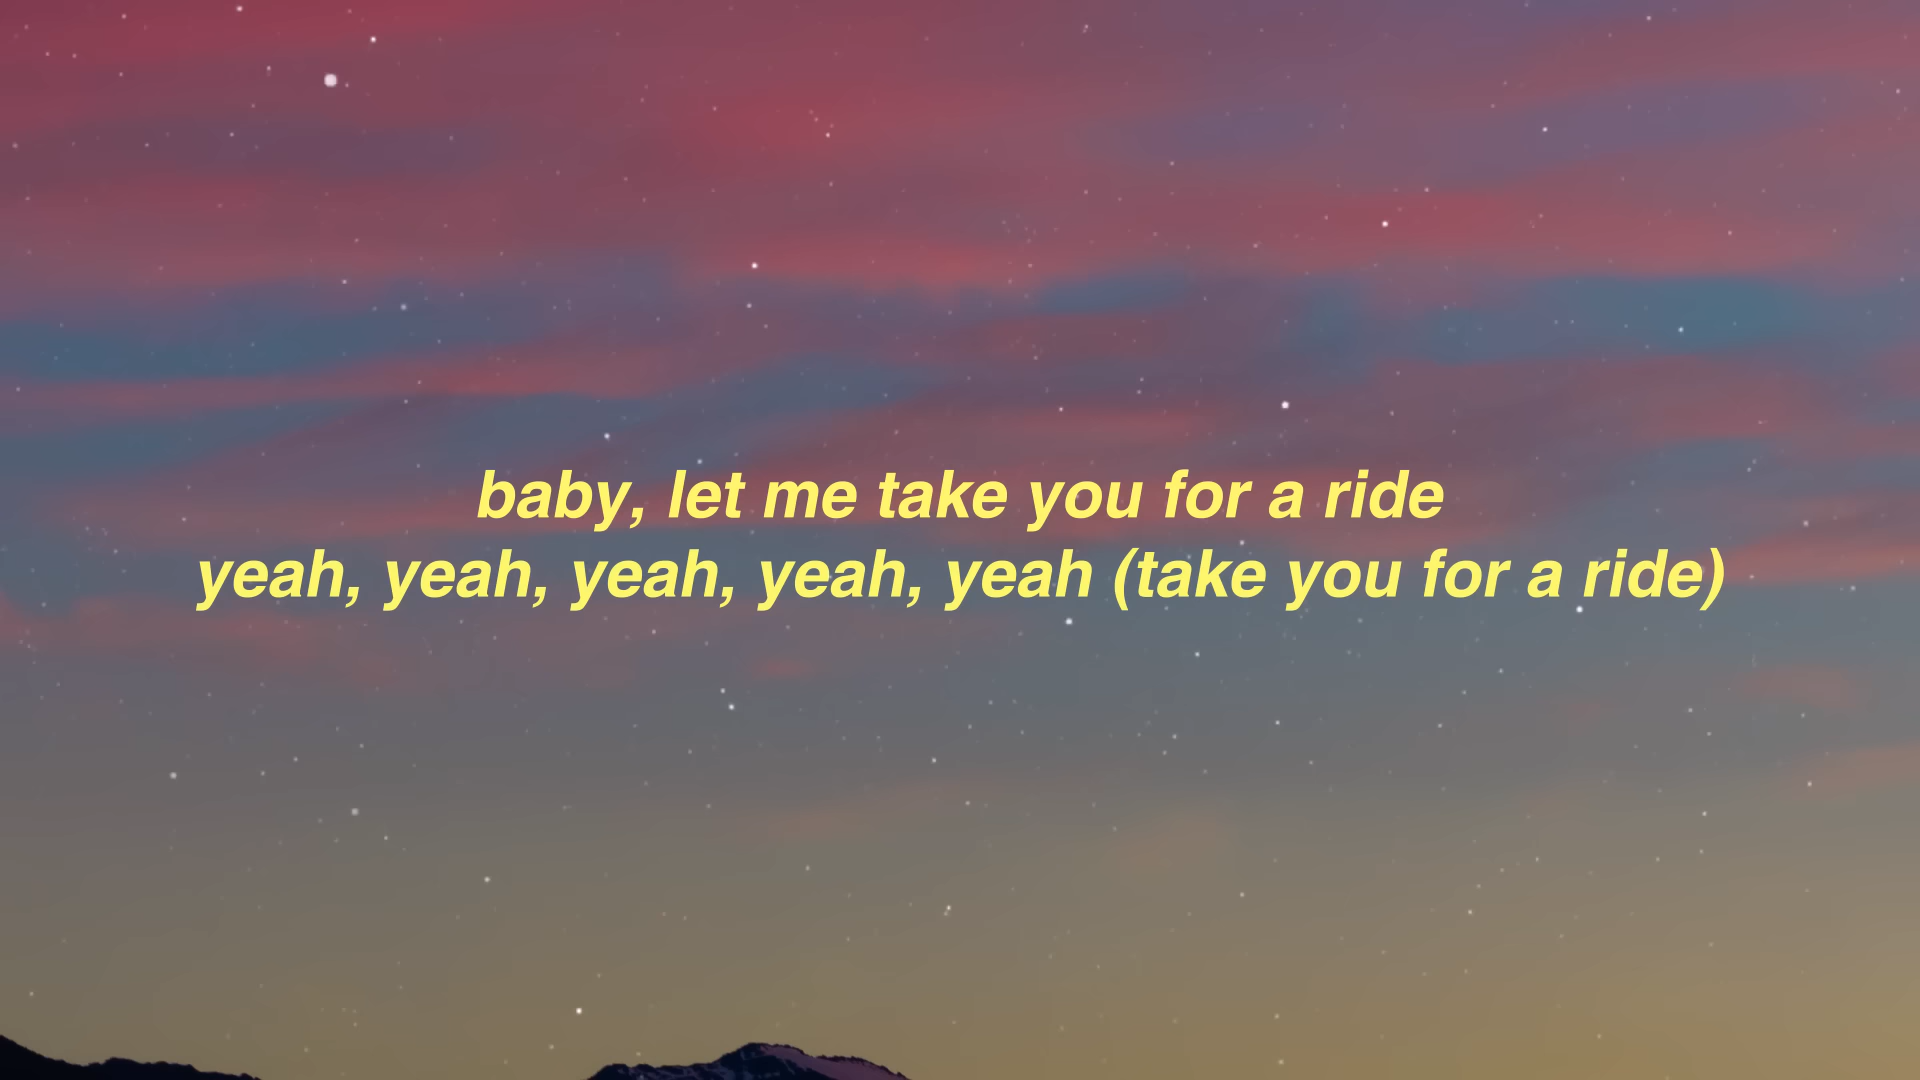 baby, let me take you for a ride
yeah, yeah, yeah, yeah, yeah (take you for a ride)